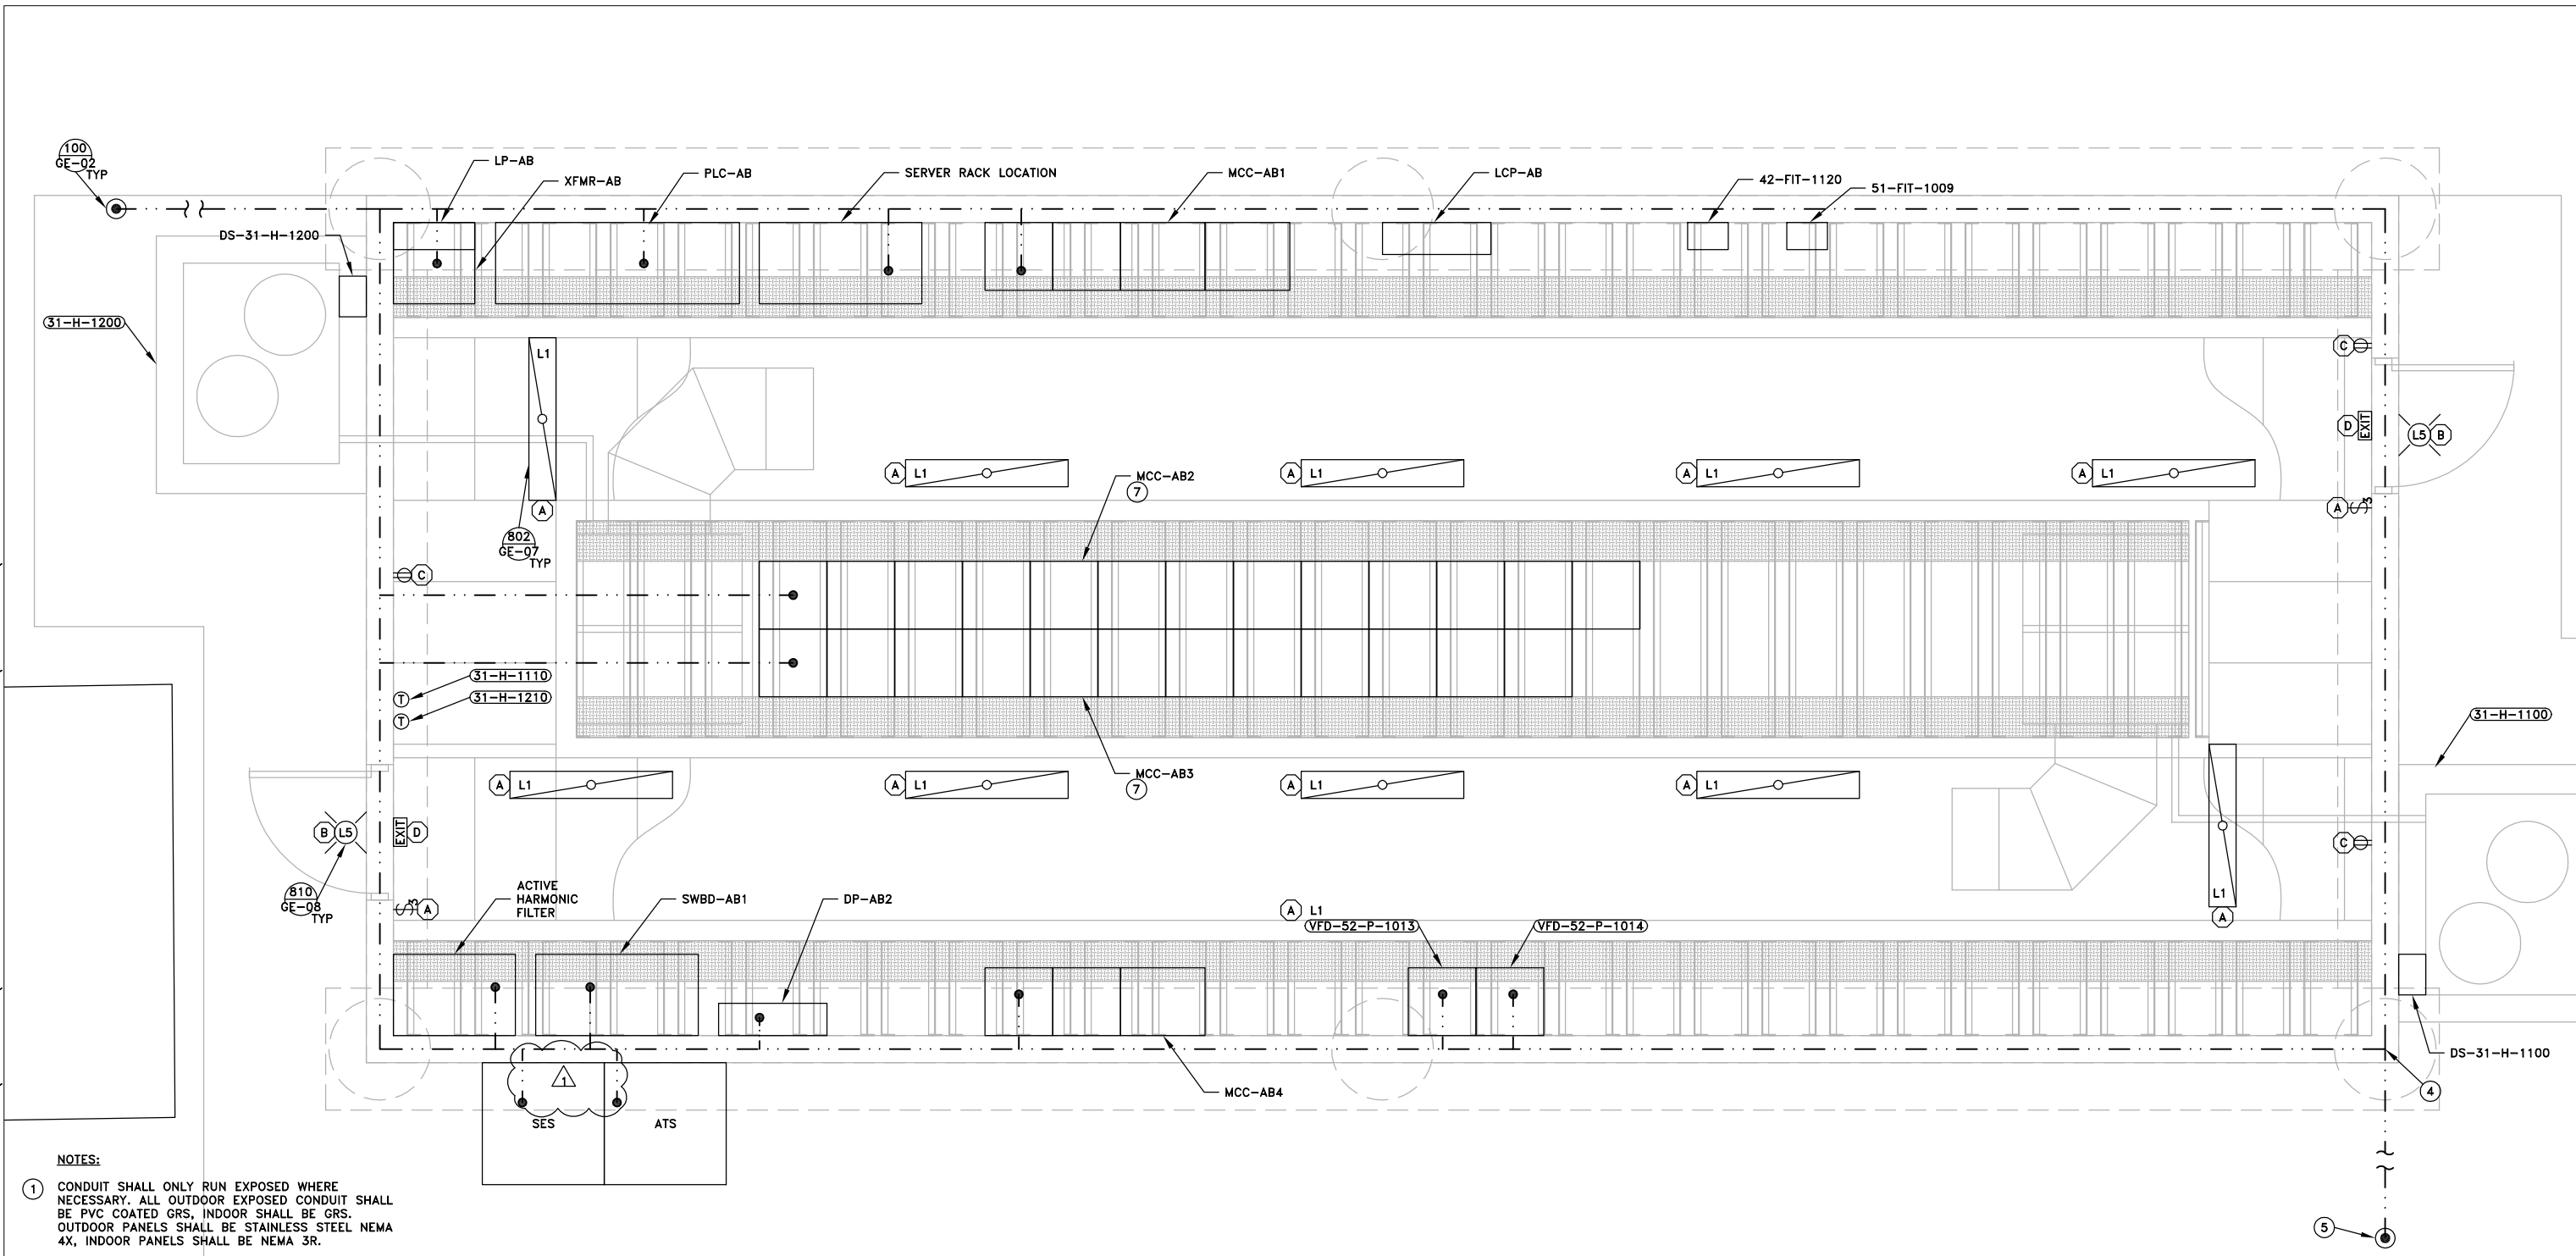 100
GE-02
TYP
LP-AB
XFMR-AB
PLC-AB
SERVER RACK LOCATION
MCC-AB1
LCP-AB
42-FIT-1120
51-FIT-1009
DS-31-H-1200
31-H-1200
L1
A
802
GE-07
TYP
A L1
A L1
A L1
A L1
MCC-AB2
7
C
D EXIT
L5 B
A S3
C
T 31-H-1110
T 31-H-1210
31-H-1100
MCC-AB3
7
A L1
A L1
A L1
A L1
B L5
EXIT D
810
GE-08
TYP
S3 A
C
L1
A
ACTIVE
HARMONIC
FILTER
SWBD-AB1
DP-AB2
A L1
VFD-52-P-1013
VFD-52-P-1014
DS-31-H-1100
4
MCC-AB4
1
SES
ATS
5
NOTES:
1 CONDUIT SHALL ONLY RUN EXPOSED WHERE
NECESSARY. ALL OUTDOOR EXPOSED CONDUIT SHALL
BE PVC COATED GRS, INDOOR SHALL BE GRS.
OUTDOOR PANELS SHALL BE STAINLESS STEEL NEMA
4X, INDOOR PANELS SHALL BE NEMA 3R.